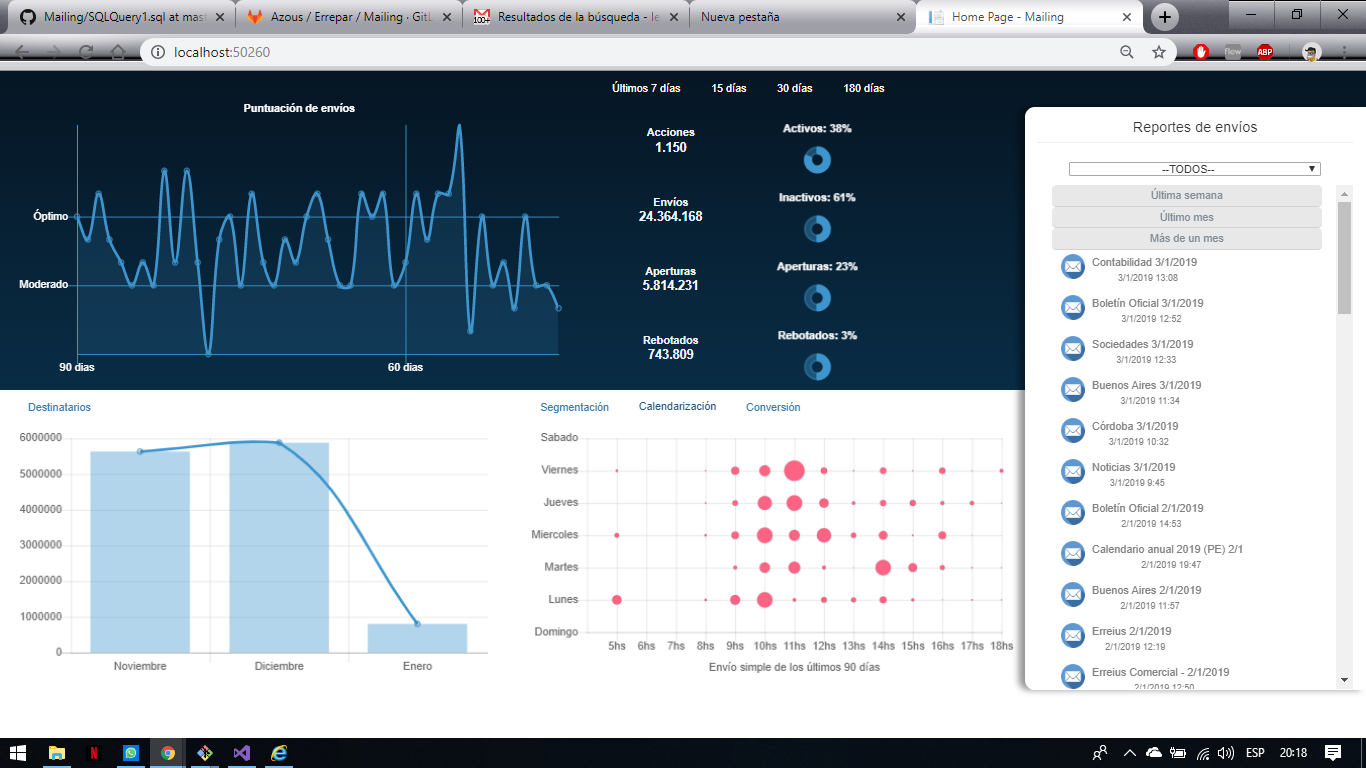 Mailing/SQLQuery1.sql at mast
Azous / Errepar / Mailing · GitL
100+
Resultados de la búsqueda - le
Nueva pestaña
Home Page - Mailing
localhost:50260
flow
ABP
Últimos 7 días 15 días 30 días 180 días
Puntuación de envíos
Óptimo
Moderado
90 dias 60 dias
Acciones
1.150
Envíos
24.364.168
Aperturas
5.814.231
Rebotados
743.809
Activos: 38%
Inactivos: 61%
Aperturas: 23%
Rebotados: 3%
Destinatarios
6000000
5000000
4000000
3000000
2000000
1000000
0
Noviembre Diciembre Enero
Segmentación Calendarización Conversión
Sabado
Viernes
Jueves
Miercoles
Martes
Lunes
Domingo
5hs 6hs 7hs 8hs 9hs 10hs 11hs 12hs 13hs 14hs 15hs 16hs 17hs 18hs
Envío simple de los últimos 90 días
Reportes de envíos
--TODOS--
Última semana
Último mes
Más de un mes
Contabilidad 3/1/2019
3/1/2019 13:08
Boletín Oficial 3/1/2019
3/1/2019 12:52
Sociedades 3/1/2019
3/1/2019 12:33
Buenos Aires 3/1/2019
3/1/2019 11:34
Córdoba 3/1/2019
3/1/2019 10:32
Noticias 3/1/2019
3/1/2019 9:45
Boletín Oficial 2/1/2019
2/1/2019 14:53
Calendario anual 2019 (PE) 2/1
2/1/2019 19:47
Buenos Aires 2/1/2019
2/1/2019 11:57
Erreius 2/1/2019
2/1/2019 12:19
Erreius Comercial - 2/1/2019
2/1/2019 12:50
N
ESP
20:18